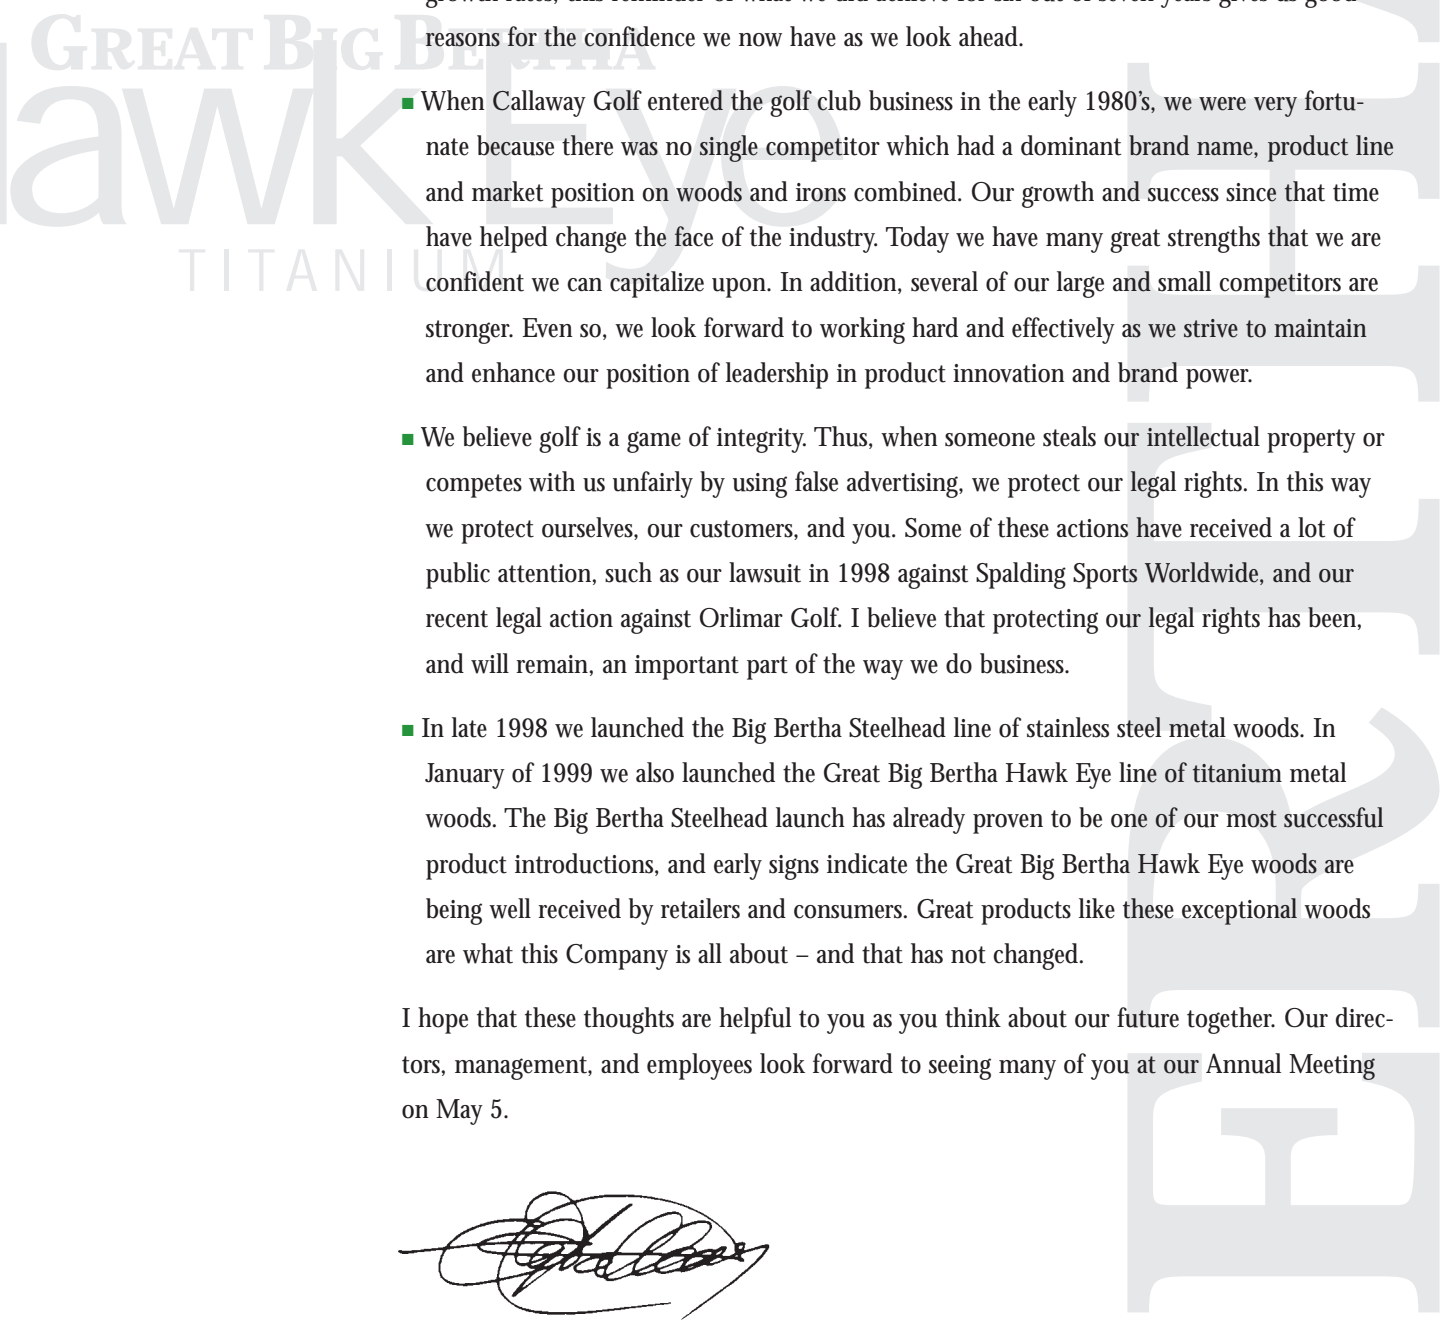 GREAT BIG BERTHA
Hawk Eye
TITANIUM
reasons for the confidence we now have as we look ahead.
■ When Callaway Golf entered the golf club business in the early 1980's, we were very fortu-
nate because there was no single competitor which had a dominant brand name, product line
and market position on woods and irons combined. Our growth and success since that time
have helped change the face of the industry. Today we have many great strengths that we are
confident we can capitalize upon. In addition, several of our large and small competitors are
stronger. Even so, we look forward to working hard and effectively as we strive to maintain
and enhance our position of leadership in product innovation and brand power.
■ We believe golf is a game of integrity. Thus, when someone steals our intellectual property or
competes with us unfairly by using false advertising, we protect our legal rights. In this way
we protect ourselves, our customers, and you. Some of these actions have received a lot of
public attention, such as our lawsuit in 1998 against Spalding Sports Worldwide, and our
recent legal action against Orlimar Golf. I believe that protecting our legal rights has been,
and will remain, an important part of the way we do business.
■ In late 1998 we launched the Big Bertha Steelhead line of stainless steel metal woods. In
January of 1999 we also launched the Great Big Bertha Hawk Eye line of titanium metal
woods. The Big Bertha Steelhead launch has already proven to be one of our most successful
product introductions, and early signs indicate the Great Big Bertha Hawk Eye woods are
being well received by retailers and consumers. Great products like these exceptional woods
are what this Company is all about – and that has not changed.
I hope that these thoughts are helpful to you as you think about our future together. Our direc-
tors, management, and employees look forward to seeing many of you at our Annual Meeting
on May 5.
ERTH